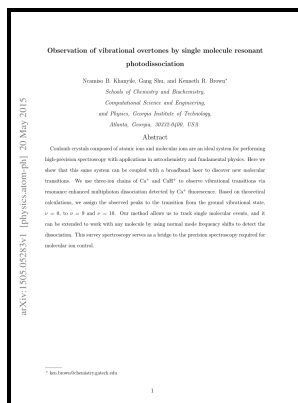 Observation of vibrational overtones by single molecule resonant
photodissociation
Ncamiso B. Khanyile, Gang Shu, and Kenneth R. Brown*
Schools of Chemistry and Biochemistry,
Computational Science and Engineering,
and Physics, Georgia Institute of Technology,
Atlanta, Georgia, 30332-0400, USA
Abstract
Coulomb crystals composed of atomic ions and molecular ions are an ideal system for performing
high-precision spectroscopy with applications in astrochemistry and fundamental physics. Here we
show that this same system can be coupled with a broadband laser to discover new molecular
transitions. We use three-ion chains of Ca⁺ and CaH⁺ to observe vibrational transitions via
resonance enhanced multiphoton dissociation detected by Ca⁺ fluorescence. Based on theoretical
calculations, we assign the observed peaks to the transition from the ground vibrational state,
ν = 0, to ν = 9 and ν = 10. Our method allows us to track single molecular events, and it
can be extended to work with any molecule by using normal mode frequency shifts to detect the
dissociation. This survey spectroscopy serves as a bridge to the precision spectroscopy required for
molecular ion control.
arXiv:1505.05283v1 [physics.atom-ph] 20 May 2015
* ken.brown@chemistry.gatech.edu
1